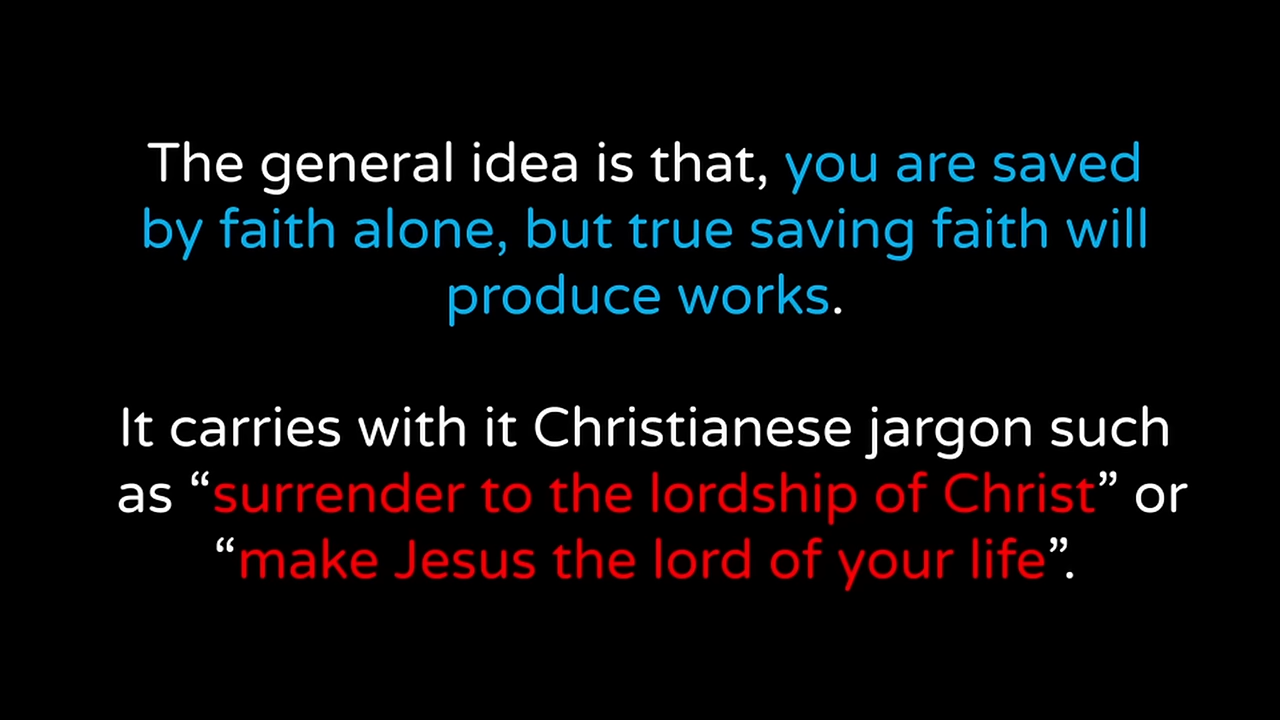 The general idea is that, you are saved
by faith alone, but true saving faith will
produce works.
It carries with it Christianese jargon such
as “surrender to the lordship of Christ” or
“make Jesus the lord of your life”.